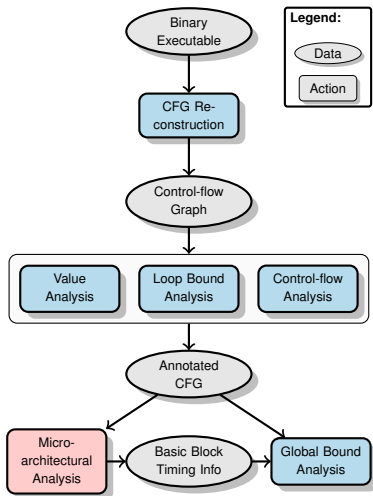 Binary
Executable
Legend:
Data
Action
CFG Re-
construction
Control-flow
Graph
Value
Analysis
Loop Bound
Analysis
Control-flow
Analysis
Annotated
CFG
Micro-
architectural
Analysis
Basic Block
Timing Info
Global Bound
Analysis